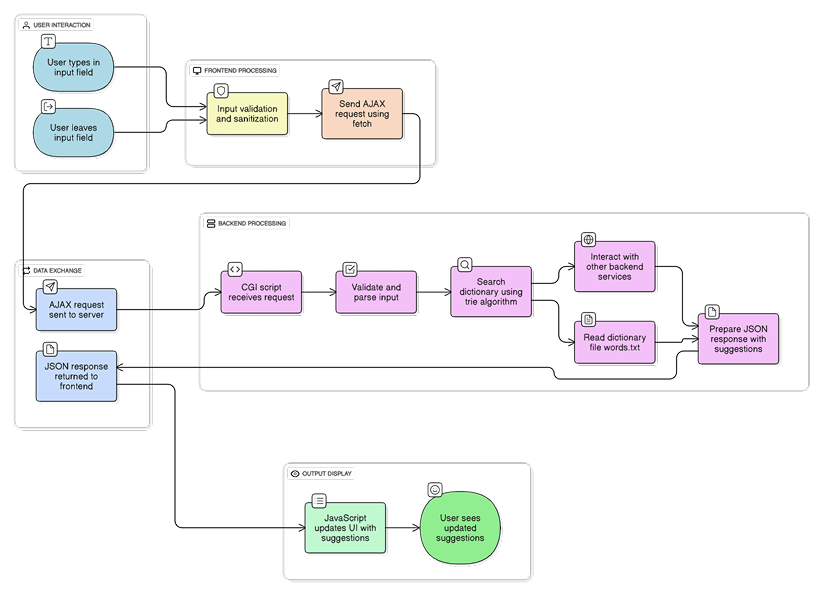 USER INTERACTION
User types in
input field
User leaves
input field
FRONTEND PROCESSING
Input validation
and sanitization
Send AJAX
request using
fetch
BACKEND PROCESSING
CGI script
receives request
Validate and
parse input
Search
dictionary using
trie algorithm
Interact with
other backend
services
Read dictionary
file words.txt
Prepare JSON
response with
suggestions
DATA EXCHANGE
AJAX request
sent to server
JSON response
returned to
frontend
OUTPUT DISPLAY
JavaScript
updates UI with
suggestions
User sees
updated
suggestions